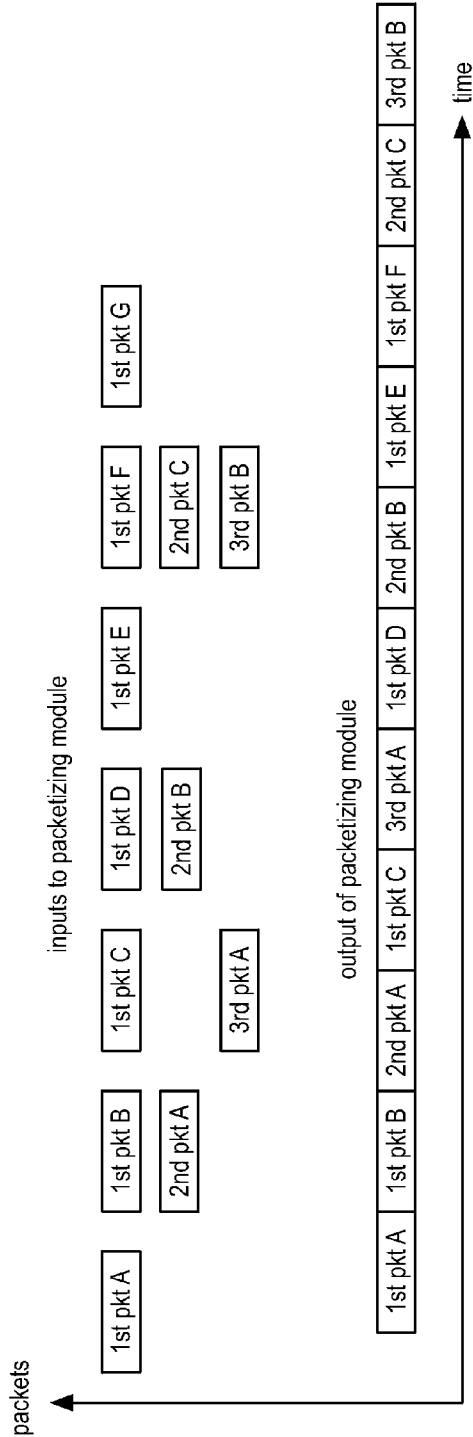 packets
inputs to packetizing module
1st pkt A
1st pkt B
1st pkt C
1st pkt D
1st pkt E
1st pkt F
1st pkt G
2nd pkt A
2nd pkt B
2nd pkt C
3rd pkt A
3rd pkt B
output of packetizing module
1st pkt A
1st pkt B
2nd pkt A
1st pkt C
3rd pkt A
1st pkt D
2nd pkt B
1st pkt E
1st pkt F
2nd pkt C
3rd pkt B
time